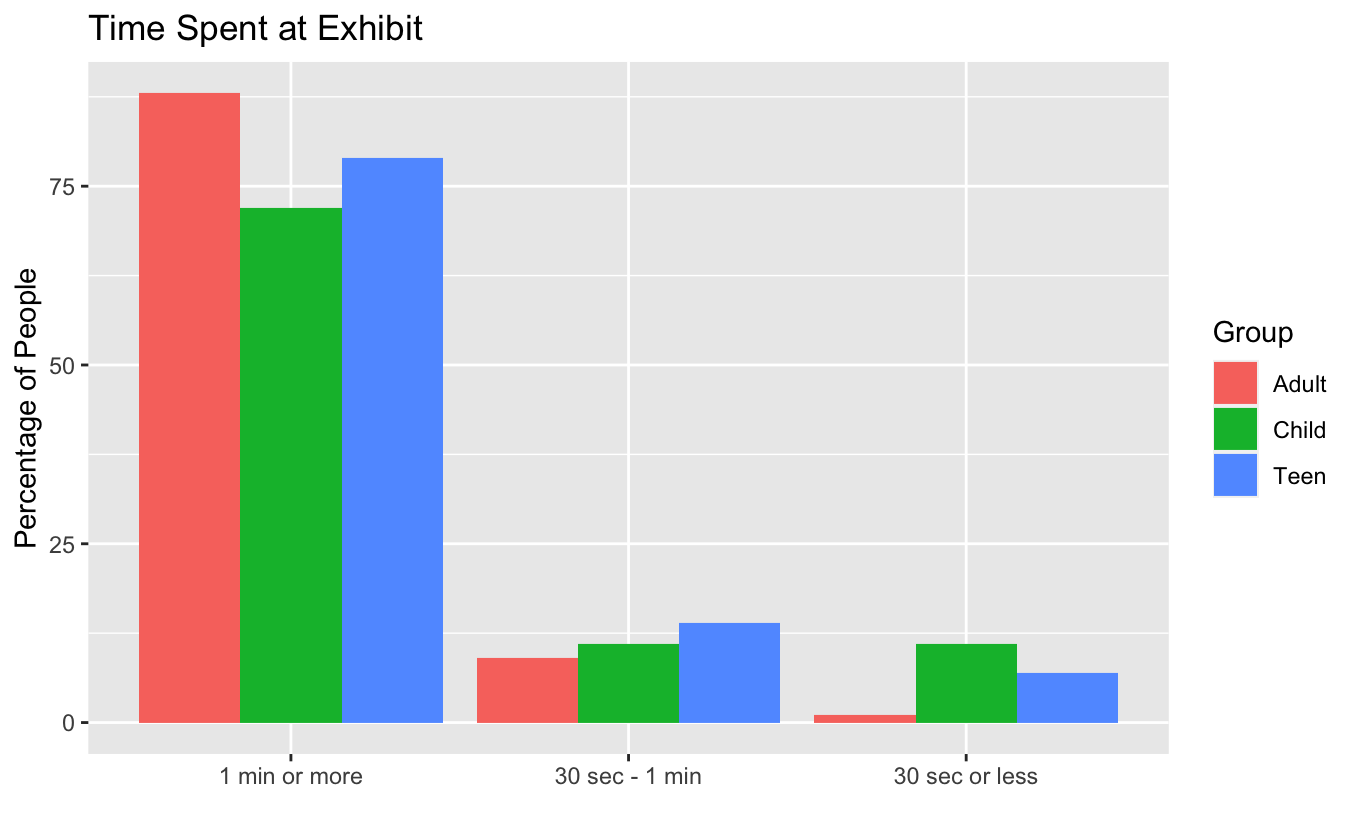 Time Spent at Exhibit
Percentage of People
75
50
25
0
1 min or more
30 sec - 1 min
30 sec or less
Group
Adult
Child
Teen